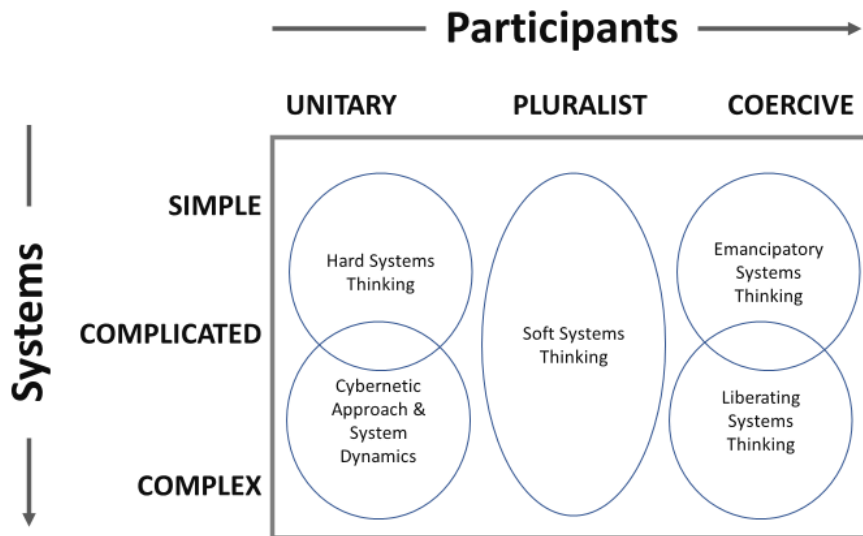 Participants
UNITARY
PLURALIST
COERCIVE
Systems
SIMPLE
COMPLICATED
COMPLEX
Hard Systems
Thinking
Cybernetic
Approach &
System
Dynamics
Soft Systems
Thinking
Emancipatory
Systems
Thinking
Liberating
Systems
Thinking